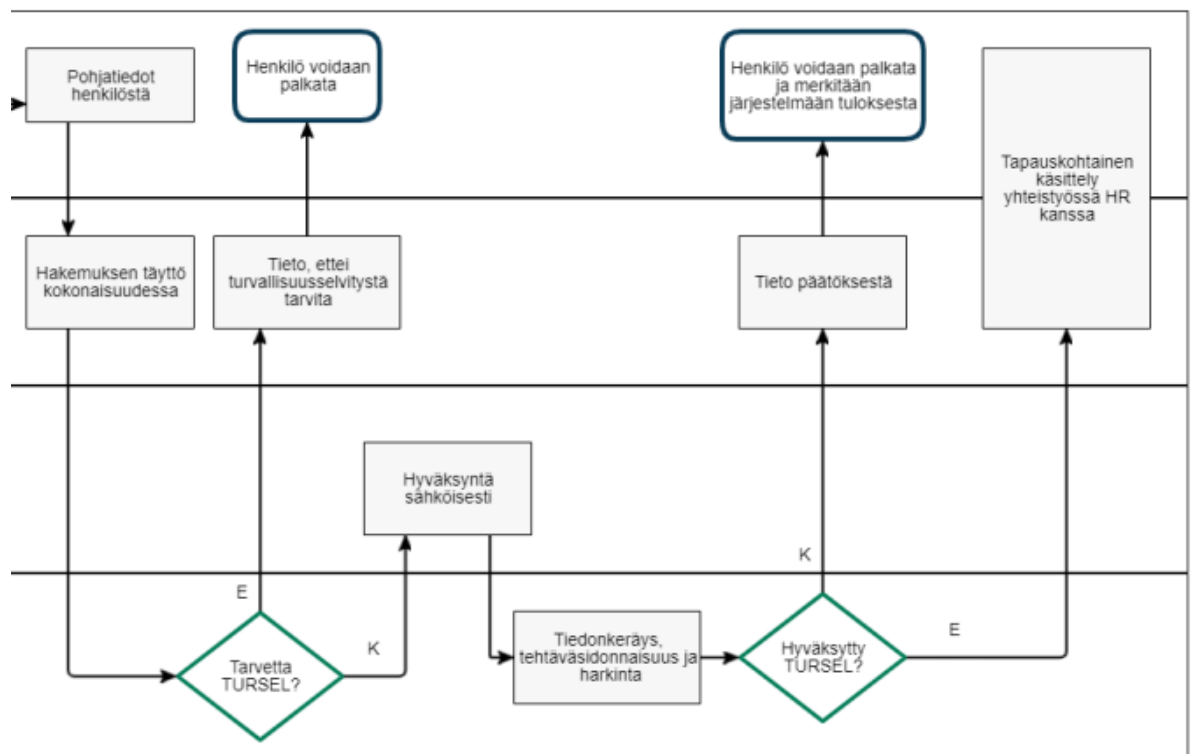 Pohjatiedot
henkilöstä
Henkilö voidaan
palkata
Henkilö voidaan palkata
ja merkitään
järjestelmään tuloksesta
Tapauskohtainen
käsittely
yhteistyössä HR
kanssa
Hakemuksen täyttö
kokonaisuudessa
Tieto, ettei
turvallisuusselvitystä
tarvita
Tieto päätöksestä
Hyväksyntä
sähköisesti
K
E
Tarvetta
TURSEL?
K
Tiedonkeräys,
tehtäväsidonnaisuus ja
harkinta
Hyväksytty
TURSEL?
E